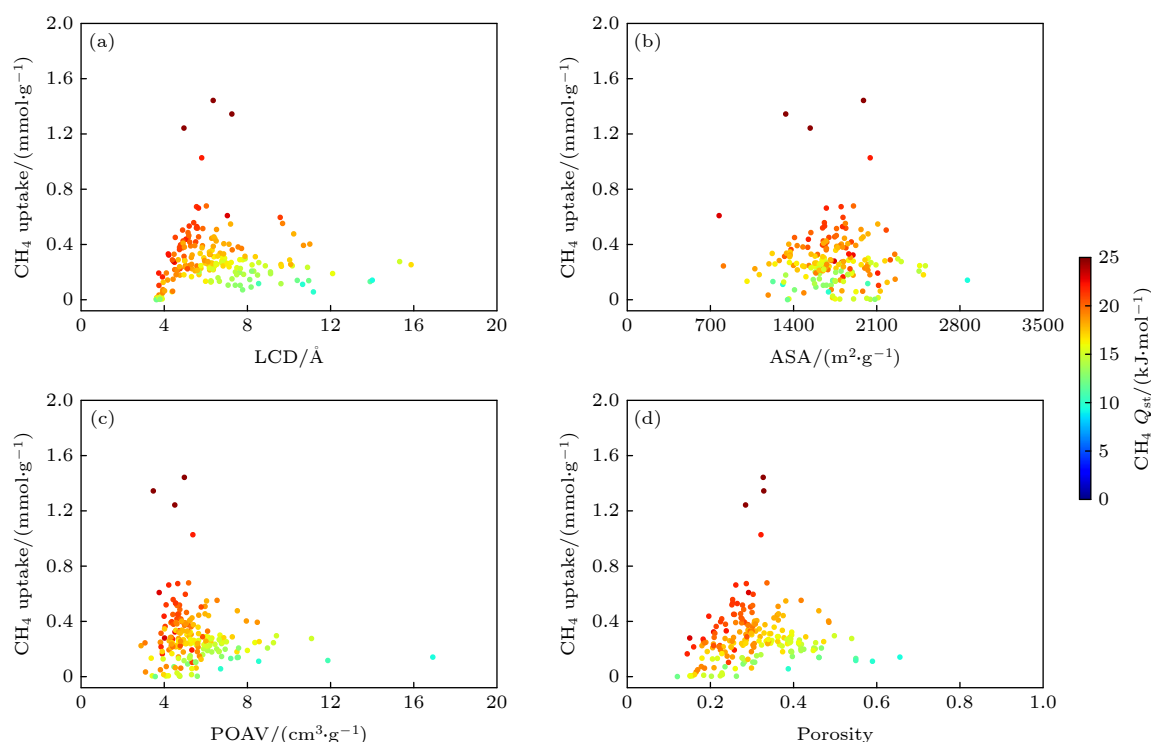 (a)
CH₄ uptake/(mmol·g⁻¹)
2.0
1.6
1.2
0.8
0.4
0
0 4 8 12 16 20
LCD/Å
(b)
CH₄ uptake/(mmol·g⁻¹)
2.0
1.6
1.2
0.8
0.4
0
0 700 1400 2100 2800 3500
ASA/(m²·g⁻¹)
(c)
CH₄ uptake/(mmol·g⁻¹)
2.0
1.6
1.2
0.8
0.4
0
0 4 8 12 16 20
POAV/(cm³·g⁻¹)
(d)
CH₄ uptake/(mmol·g⁻¹)
2.0
1.6
1.2
0.8
0.4
0
0 0.2 0.4 0.6 0.8 1.0
Porosity
25
20
15
10
5
0
CH₄ Qst/(kJ·mol⁻¹)